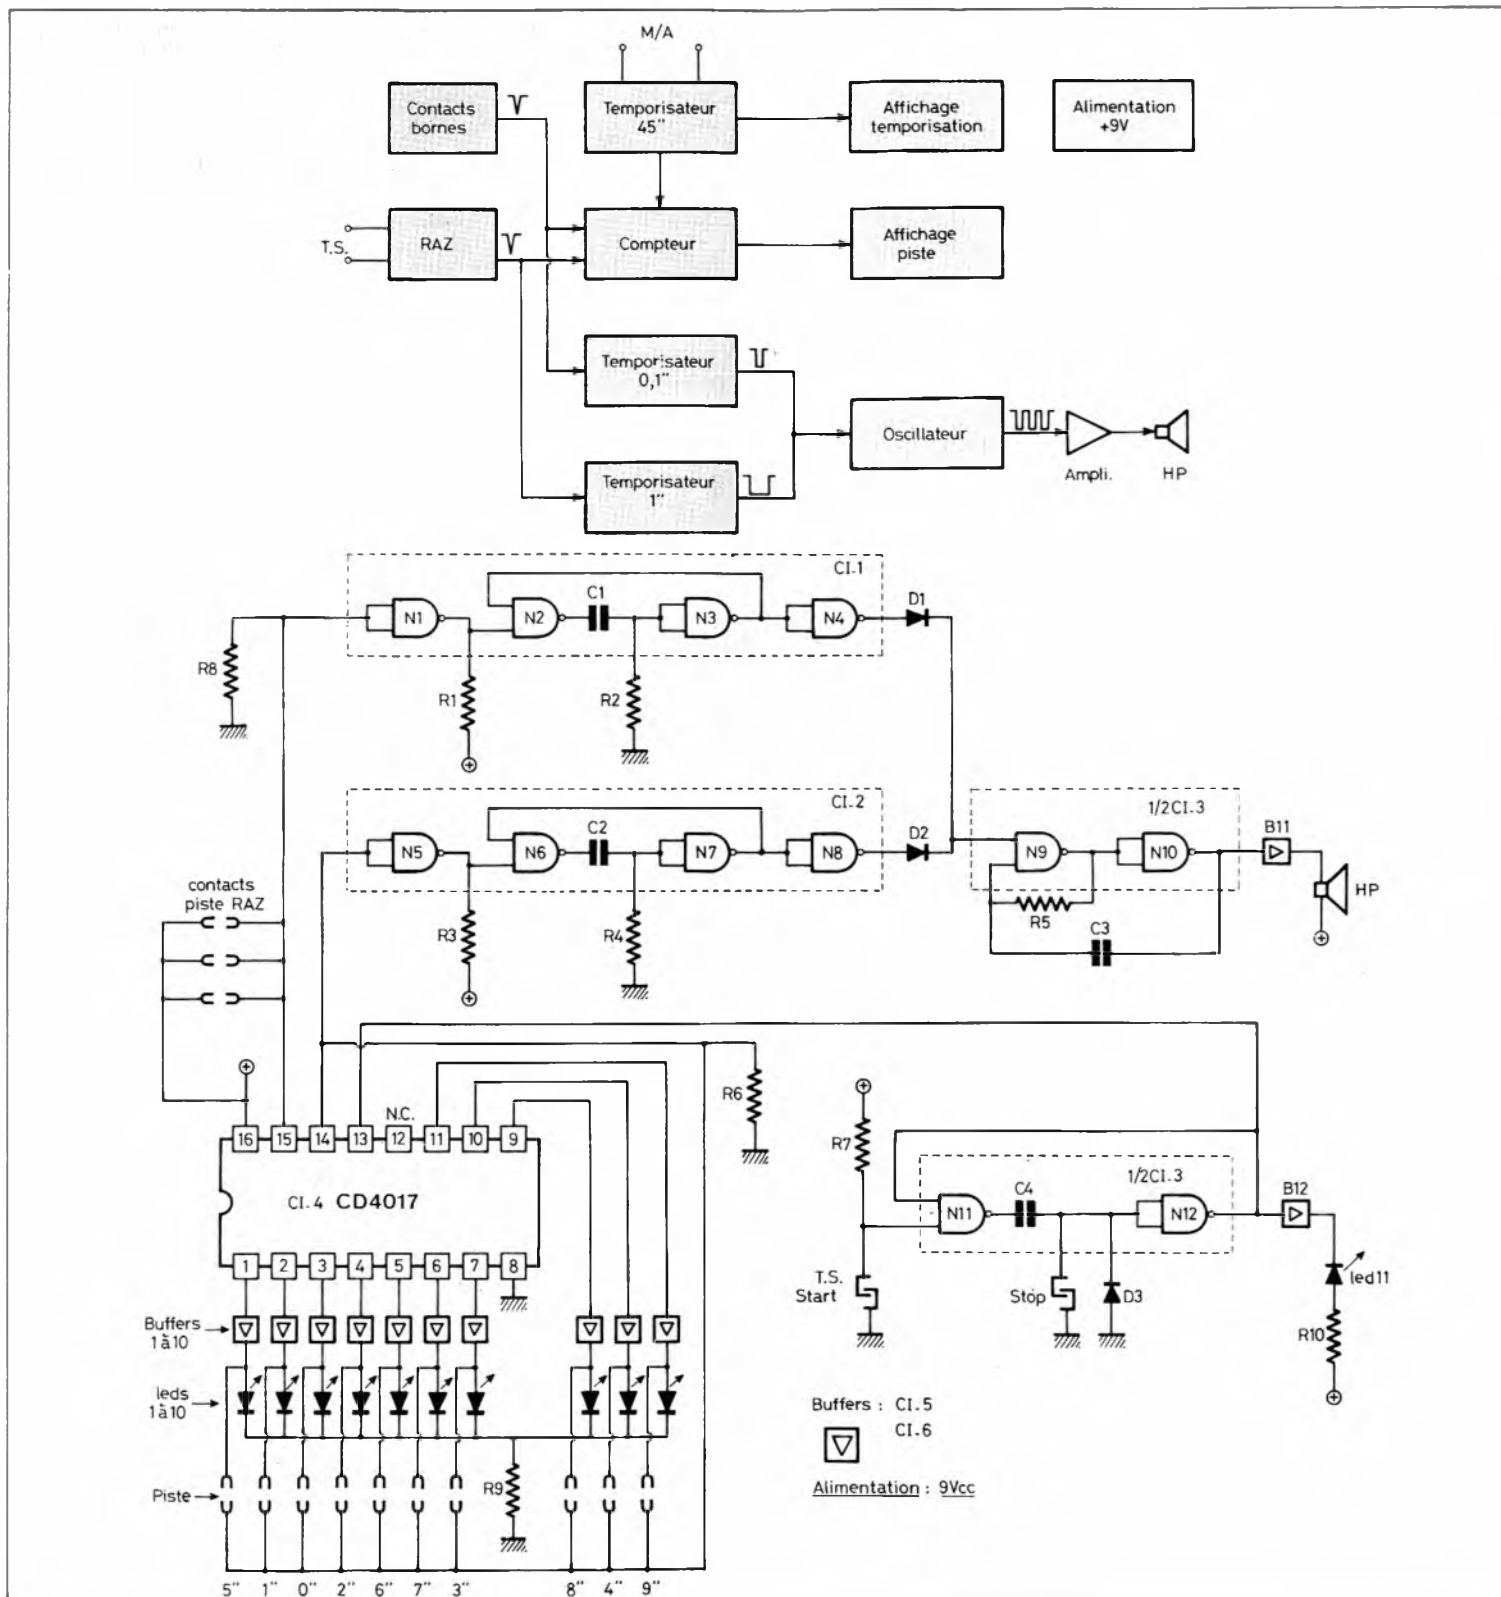 M/A
Contacts
bornes
Temporisateur
45"
Affichage
temporisation
Alimentation
+9V
T.S.
RAZ
Compteur
Affichage
piste
Temporisateur
0,1"
Temporisateur
1"
Oscillateur
Ampli.
HP
CI.1
N1
N2
C1
N3
N4
D1
R8
R1
R2
CI.2
N5
N6
C2
N7
N8
D2
R3
R4
1/2CI.3
N9
N10
B11
HP
R5
C3
contacts
piste RAZ
N.C.
16 15 14 13 12 11 10 9
CI.4 CD4017
1 2 3 4 5 6 7 8
R6
R7
1/2CI.3
N11
C4
N12
B12
T.S.
Start
Stop
D3
led11
R10
Buffers
1à10
leds
1à10
Piste
R9
Buffers : CI.5
CI.6
Alimentation : 9Vcc
5" 1" 0" 2" 6" 7" 3" 8" 4" 9"